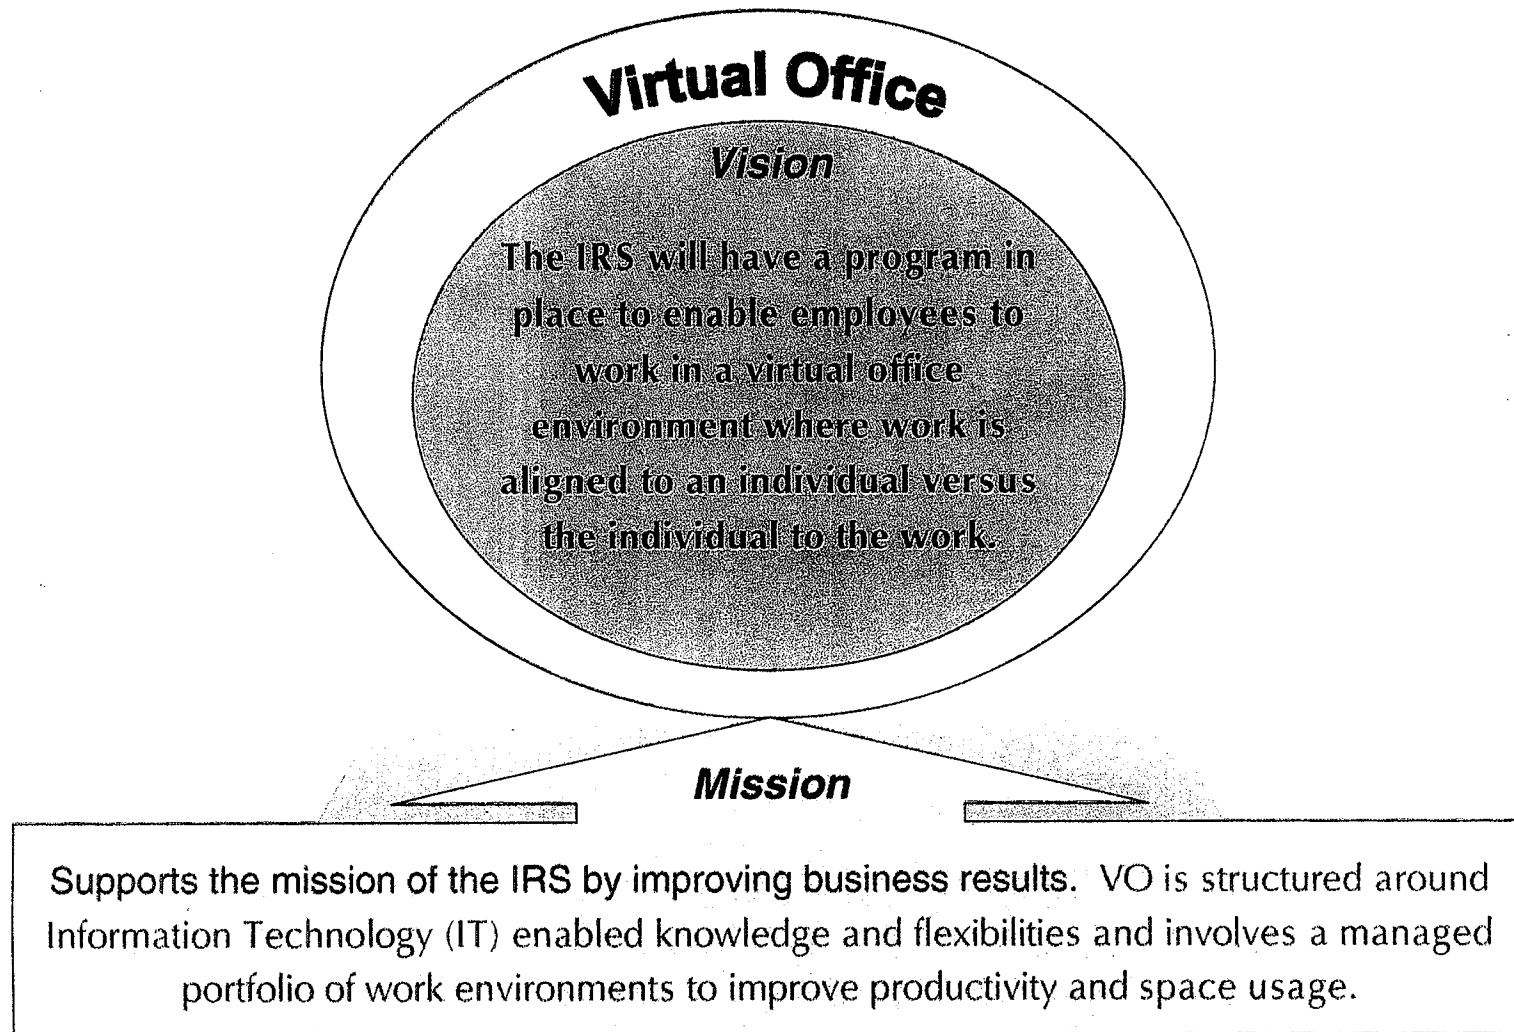 Virtual Office
Vision
The IRS will have a program in
place to enable employees to
work in a virtual office
environment where work is
aligned to an individual versus
the individual to the work.
Mission
Supports the mission of the IRS by improving business results. VO is structured around
Information Technology (IT) enabled knowledge and flexibilities and involves a managed
portfolio of work environments to improve productivity and space usage.